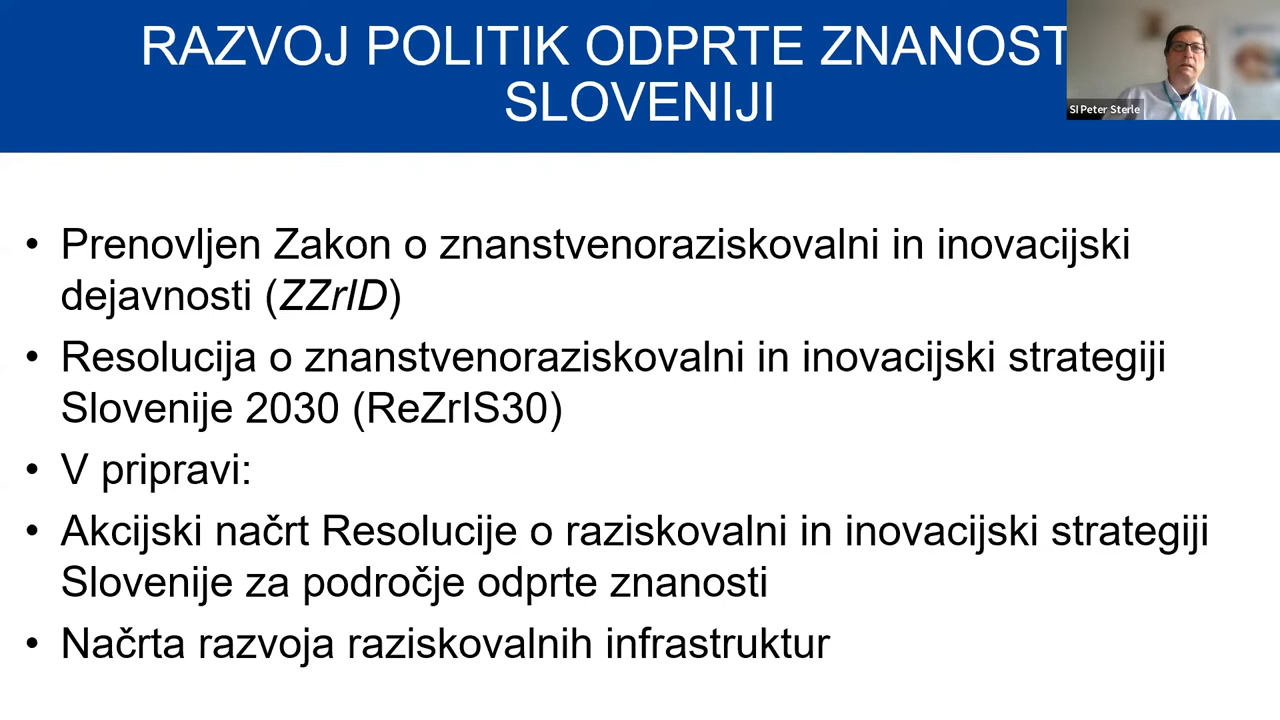 RAZVOJ POLITIK ODPRTE ZNANOST
SLOVENIJI
SI Peter Sterle
• Prenovljen Zakon o znanstvenoraziskovalni in inovacijski
dejavnosti (ZZrID)
• Resolucija o znanstvenoraziskovalni in inovacijski strategiji
Slovenije 2030 (ReZrIS30)
• V pripravi:
• Akcijski načrt Resolucije o raziskovalni in inovacijski strategiji
Slovenije za področje odprte znanosti
• Načrta razvoja raziskovalnih infrastruktur